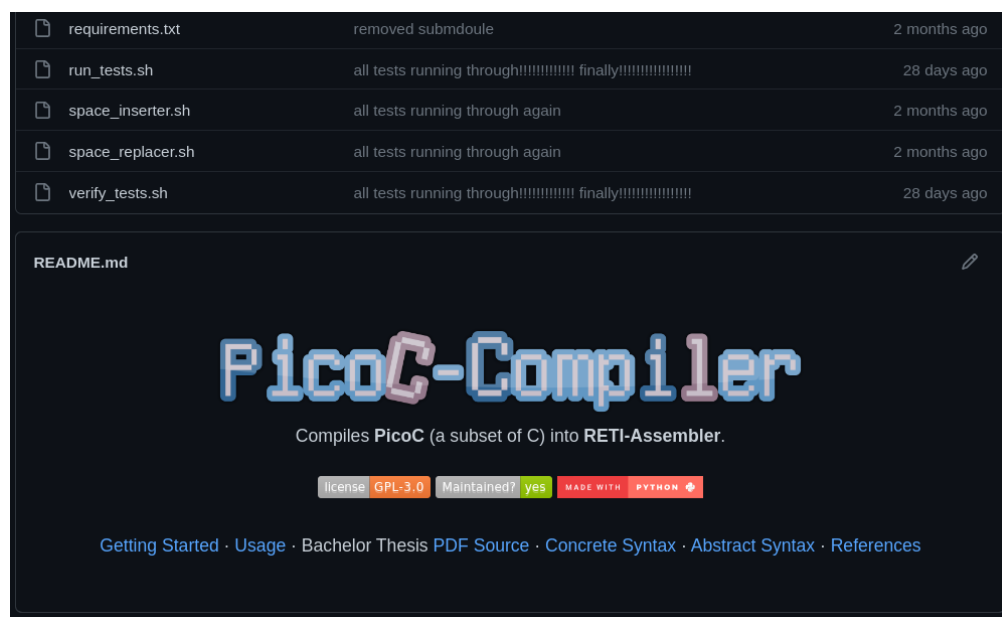 requirements.txt removed submdoule 2 months ago
run_tests.sh all tests running through!!!!!!!!!!!!! finally!!!!!!!!!!!!!!!!! 28 days ago
space_inserter.sh all tests running through again 2 months ago
space_replacer.sh all tests running through again 2 months ago
verify_tests.sh all tests running through!!!!!!!!!!!!! finally!!!!!!!!!!!!!!!!! 28 days ago
README.md
PicoC-Compiler
Compiles PicoC (a subset of C) into RETI-Assembler.
license GPL-3.0 Maintained? yes MADE WITH PYTHON
Getting Started · Usage · Bachelor Thesis PDF Source · Concrete Syntax · Abstract Syntax · References